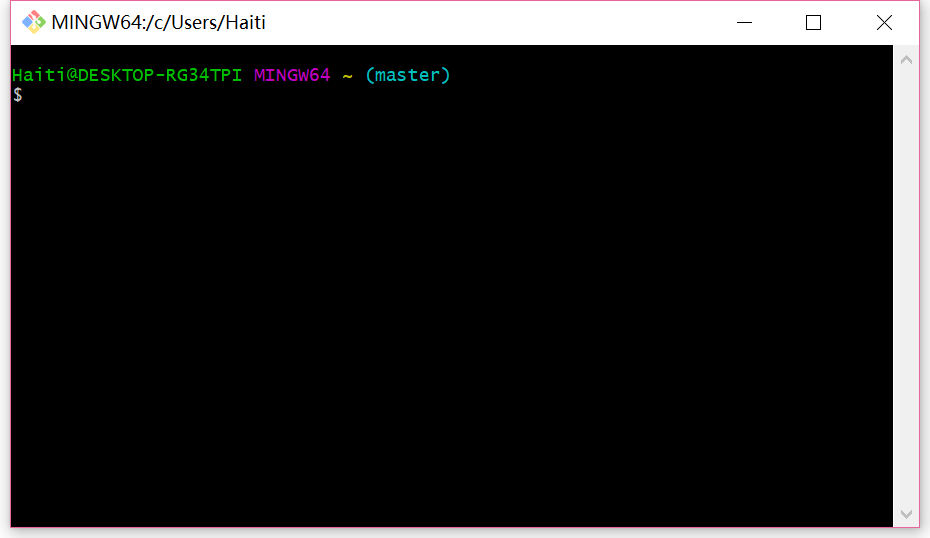 MINGW64:/c/Users/Haiti
Haiti@DESKTOP-RG34TPI MINGW64 ~ (master)
$